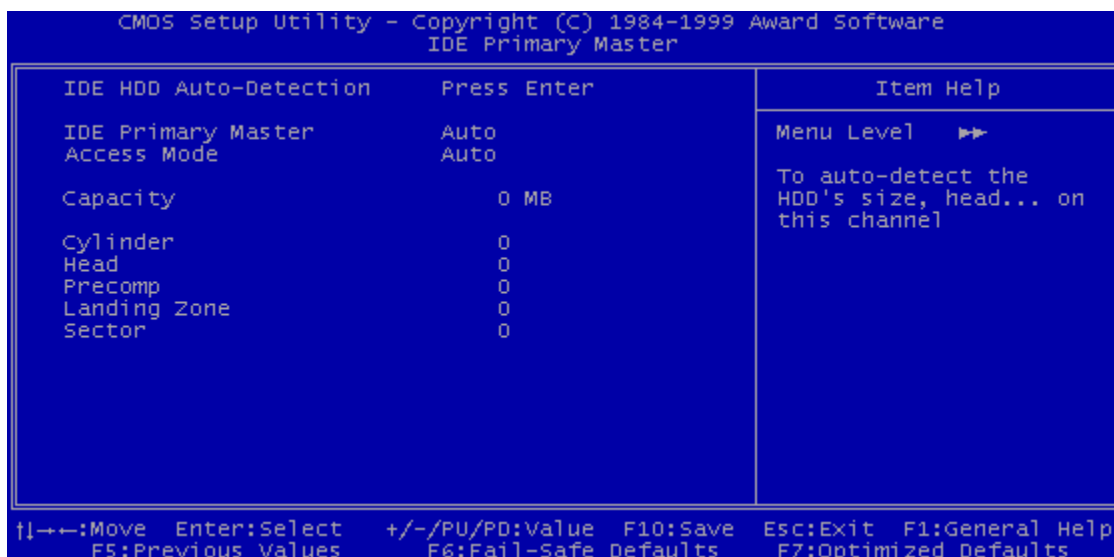 CMOS Setup Utility - Copyright (C) 1984-1999 Award Software
IDE Primary Master
IDE HDD Auto-Detection Press Enter
IDE Primary Master Auto
Access Mode Auto
Capacity 0 MB
Cylinder 0
Head 0
Precomp 0
Landing Zone 0
Sector 0
Item Help
Menu Level ►►
To auto-detect the
HDD's size, head... on
this channel
↑↓→←:Move Enter:Select +/-/PU/PD:Value F10:Save Esc:Exit F1:General Help
F5:Previous Values F6:Fail-Safe Defaults F7:Optimized Defaults